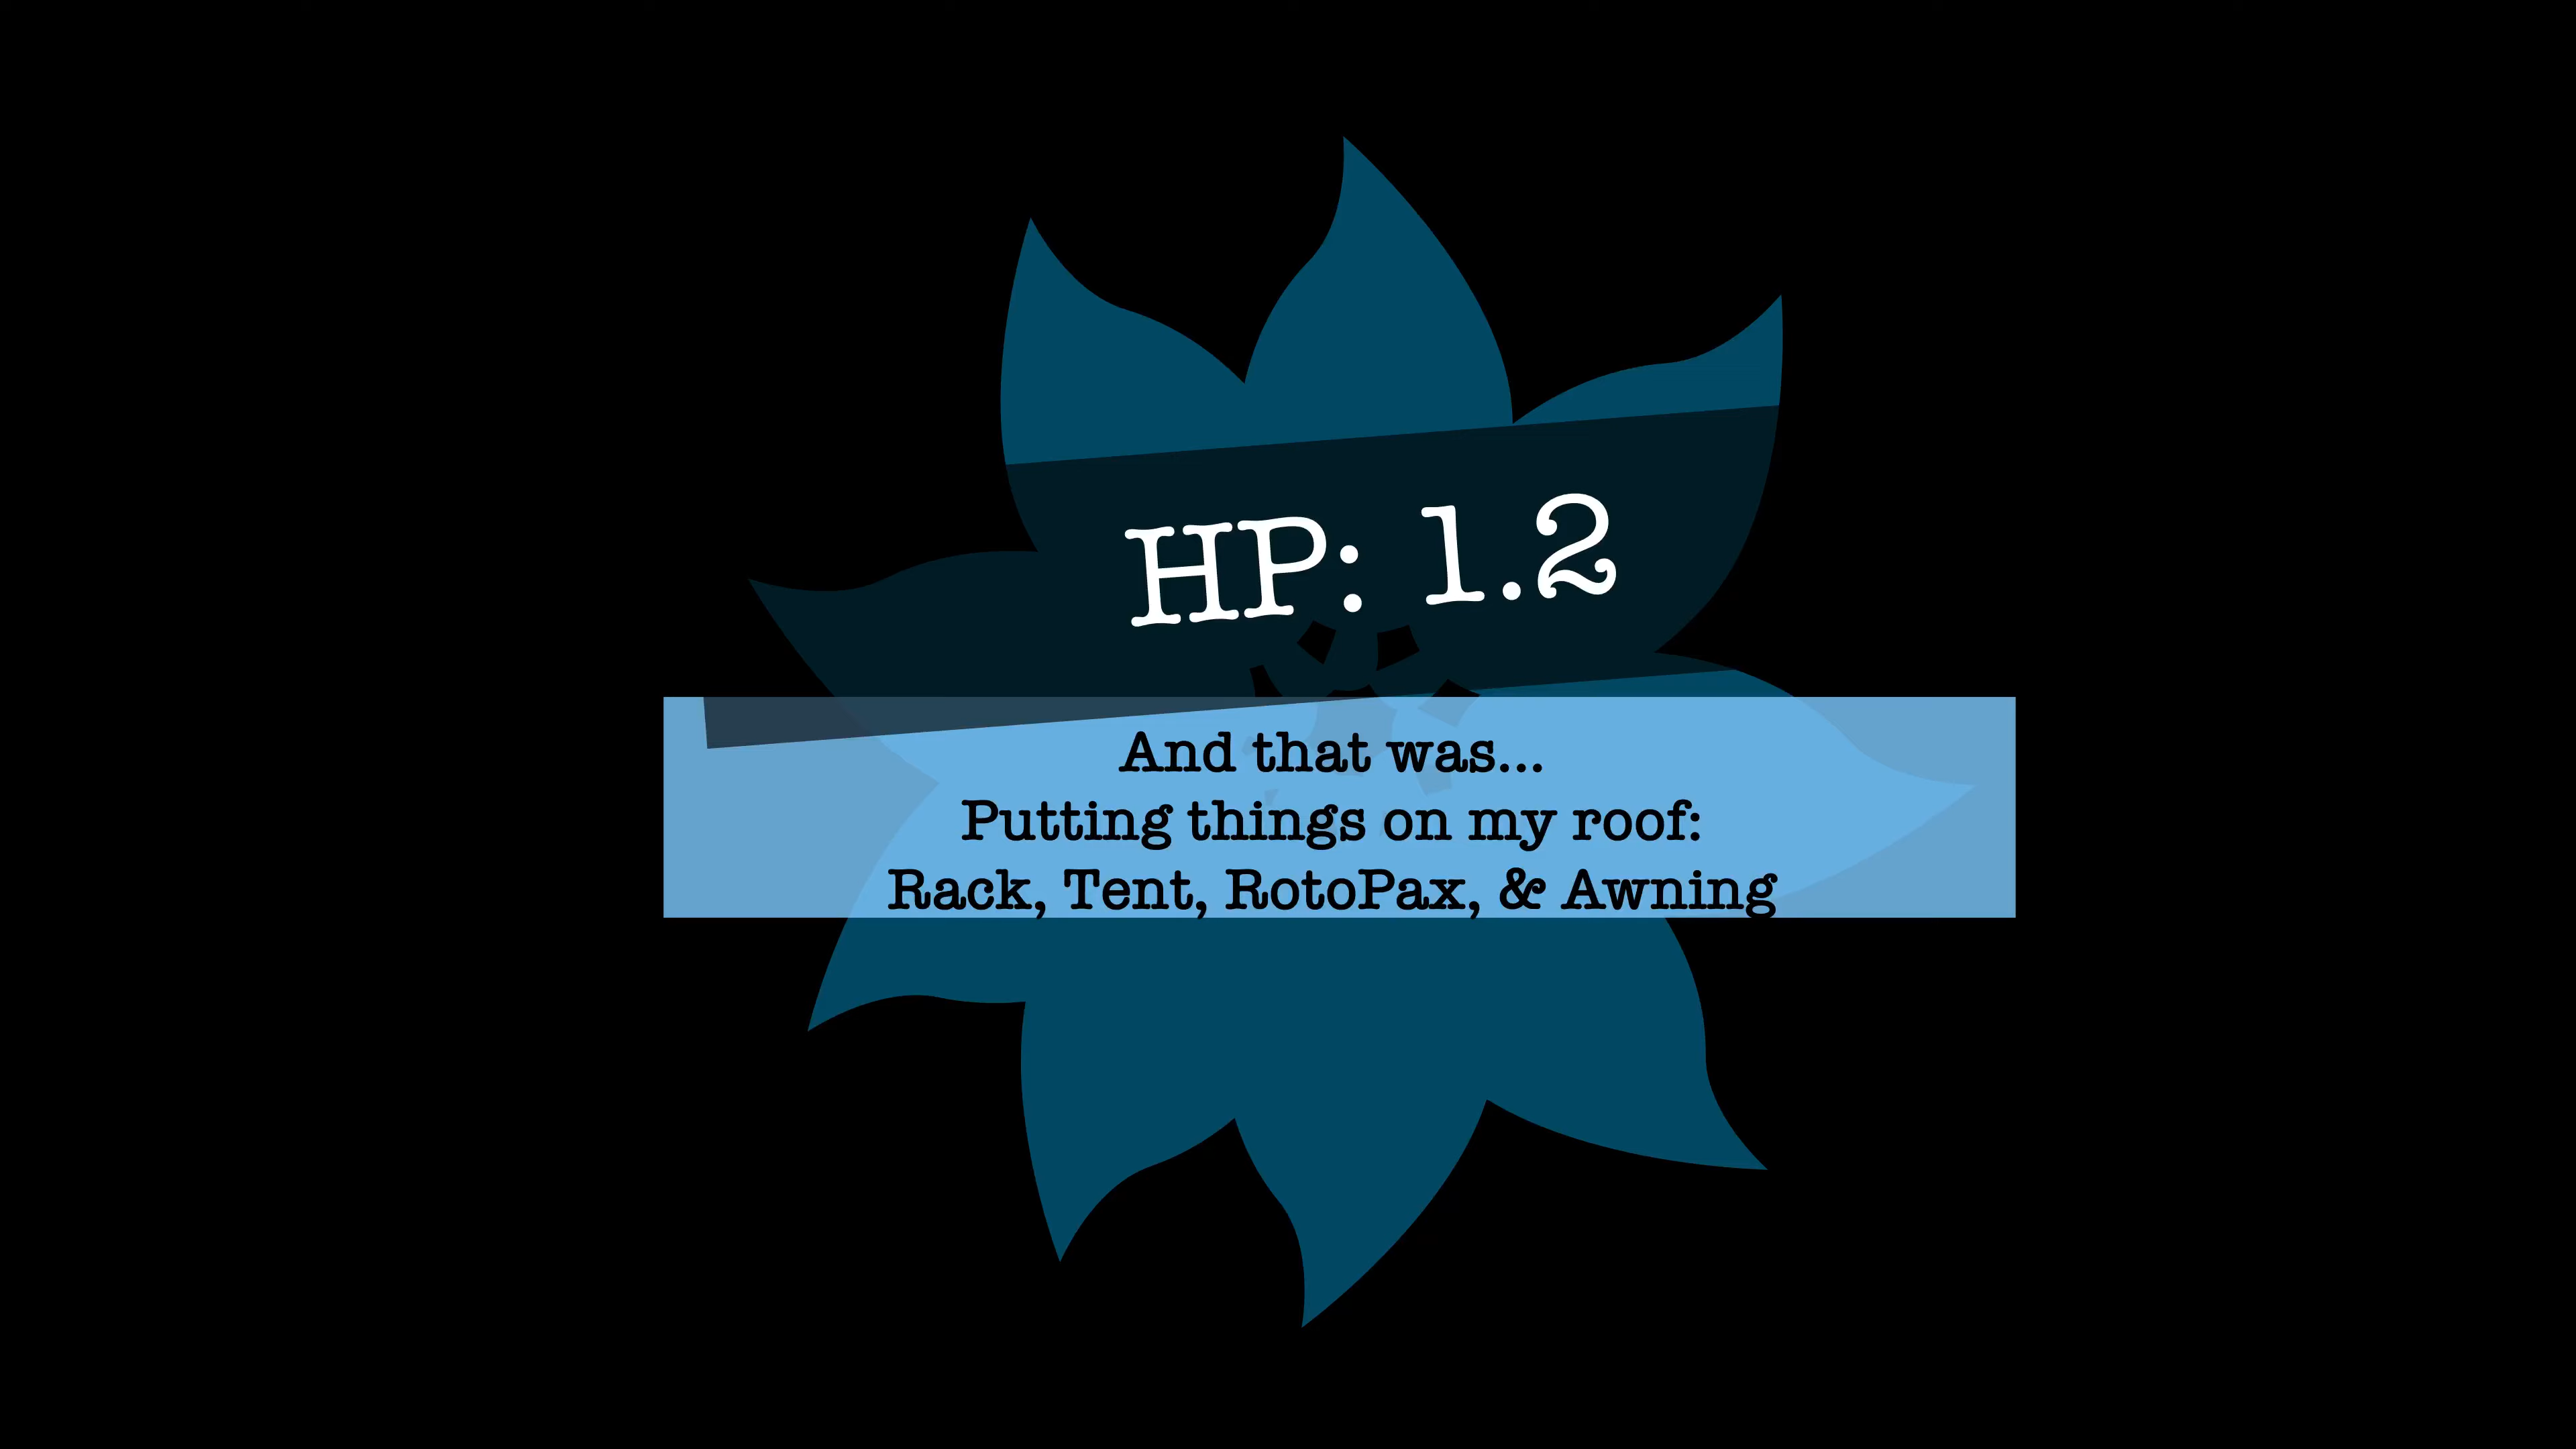 HP: 1.2
And that was...
Putting things on my roof:
Rack, Tent, RotoPax, & Awning